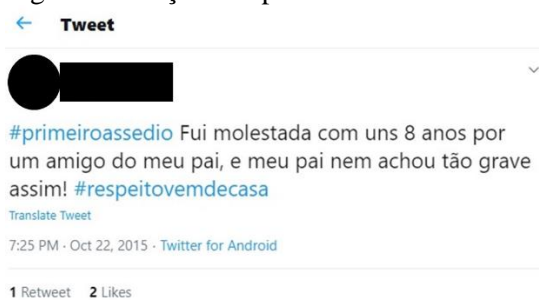 Tweet
#primeiroassedio Fui molestada com uns 8 anos por
um amigo do meu pai, e meu pai nem achou tão grave
assim! #respeitovemdecasa
Translate Tweet
7:25 PM · Oct 22, 2015 · Twitter for Android
1 Retweet 2 Likes